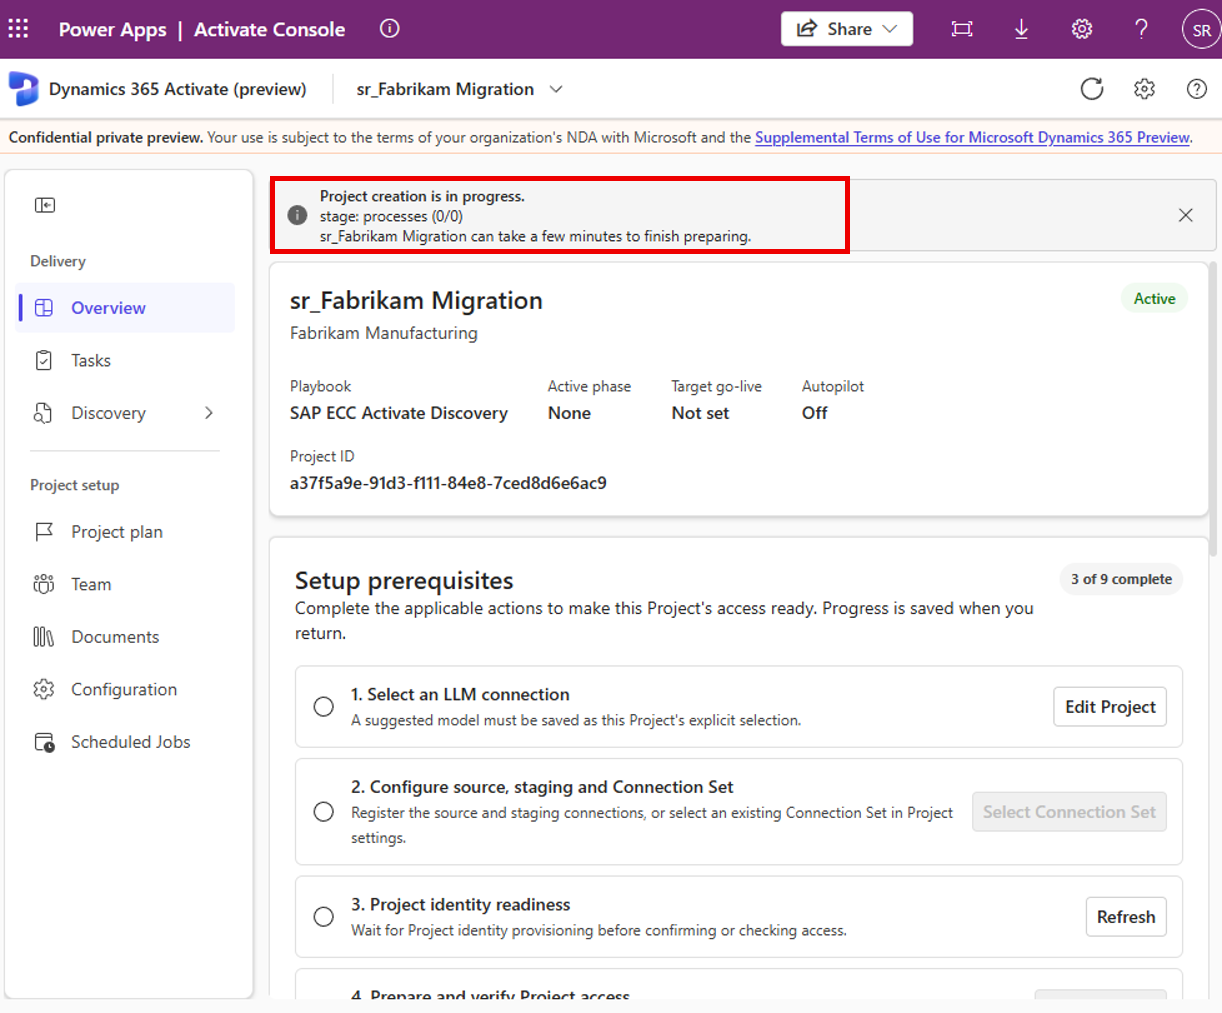 Power Apps | Activate Console
Share
SR
Dynamics 365 Activate (preview)
sr_Fabrikam Migration
Confidential private preview. Your use is subject to the terms of your organization's NDA with Microsoft and the Supplemental Terms of Use for Microsoft Dynamics 365 Preview.
Project creation is in progress.
stage: processes (0/0)
sr_Fabrikam Migration can take a few minutes to finish preparing.
Delivery
Overview
Tasks
Discovery
Project setup
Project plan
Team
Documents
Configuration
Scheduled Jobs
sr_Fabrikam Migration
Active
Fabrikam Manufacturing
Playbook
SAP ECC Activate Discovery
Active phase
None
Target go-live
Not set
Autopilot
Off
Project ID
a37f5a9e-91d3-f111-84e8-7ced8d6e6ac9
Setup prerequisites
3 of 9 complete
Complete the applicable actions to make this Project's access ready. Progress is saved when you
return.
1. Select an LLM connection
A suggested model must be saved as this Project's explicit selection.
Edit Project
2. Configure source, staging and Connection Set
Register the source and staging connections, or select an existing Connection Set in Project
settings.
Select Connection Set
3. Project identity readiness
Wait for Project identity provisioning before confirming or checking access.
Refresh
4. Prepare and verify Project access